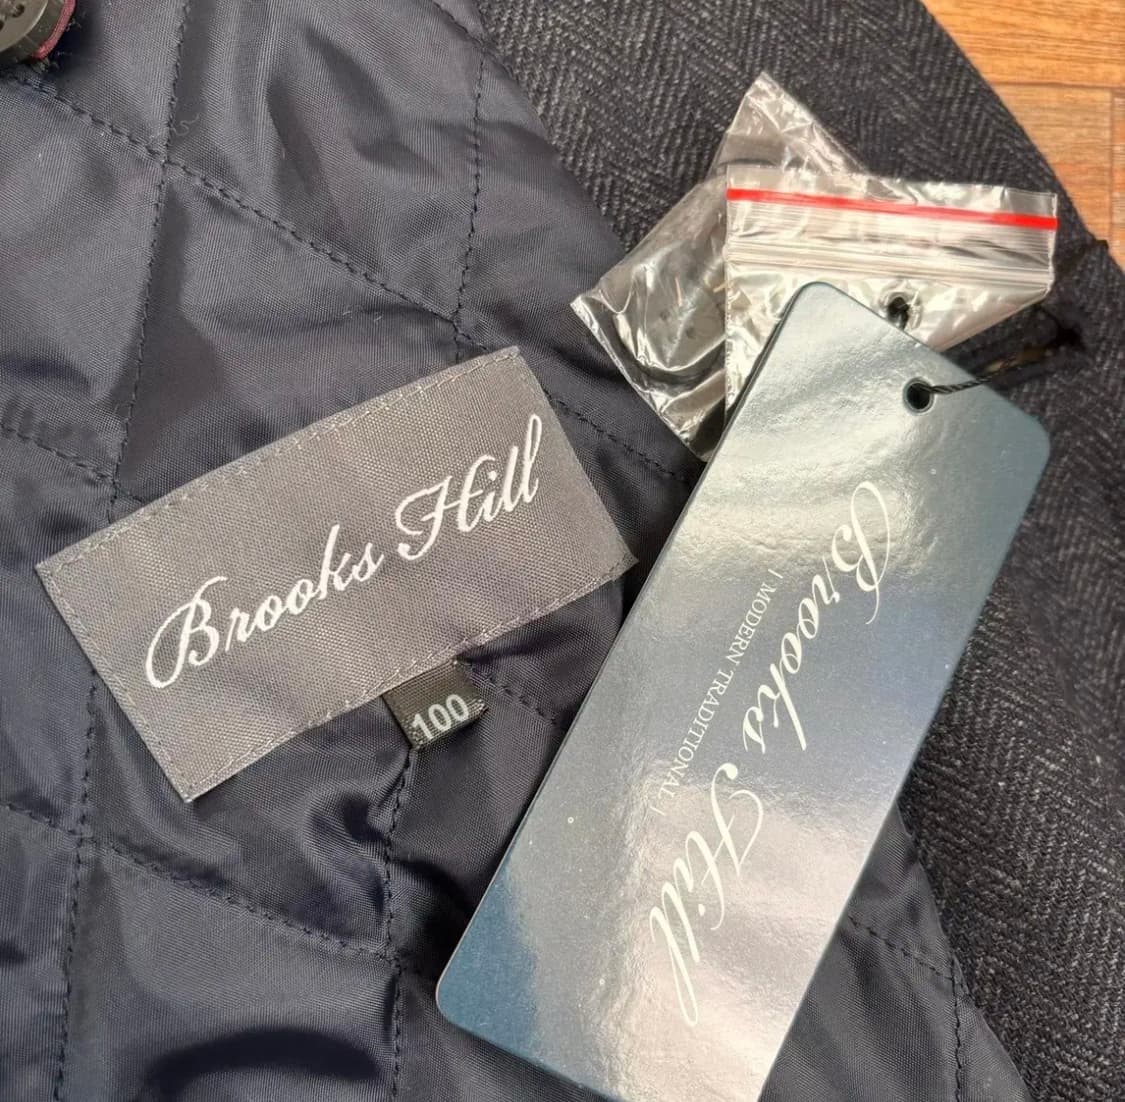 Brooks Hill
100
Brooks Hill
[ MODERN TRADITIONAL ]